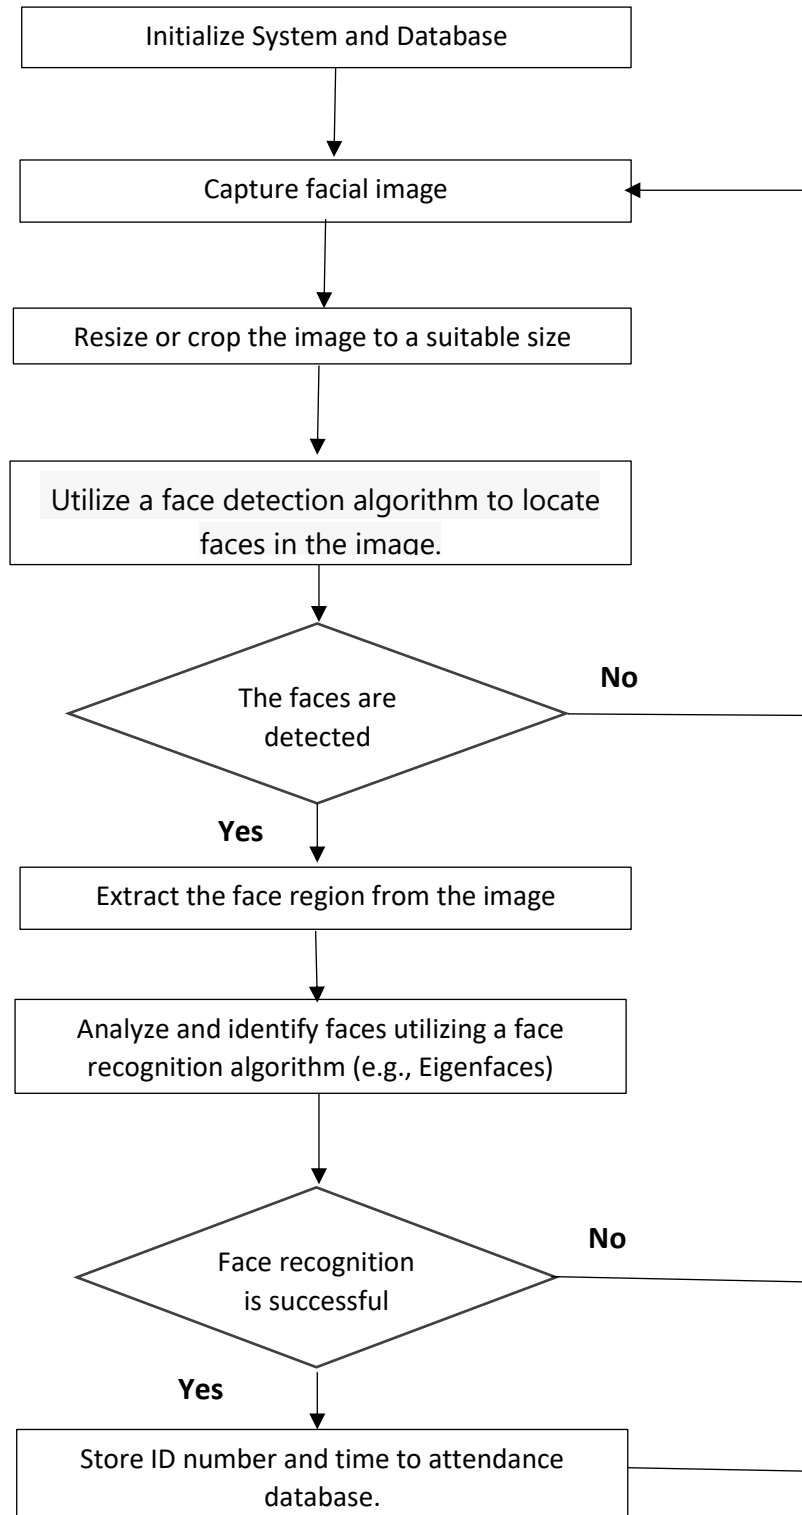 Initialize System and Database
Capture facial image
Resize or crop the image to a suitable size
Utilize a face detection algorithm to locate
faces in the image.
The faces are
detected
No
Yes
Extract the face region from the image
Analyze and identify faces utilizing a face
recognition algorithm (e.g., Eigenfaces)
Face recognition
is successful
No
Yes
Store ID number and time to attendance
database.